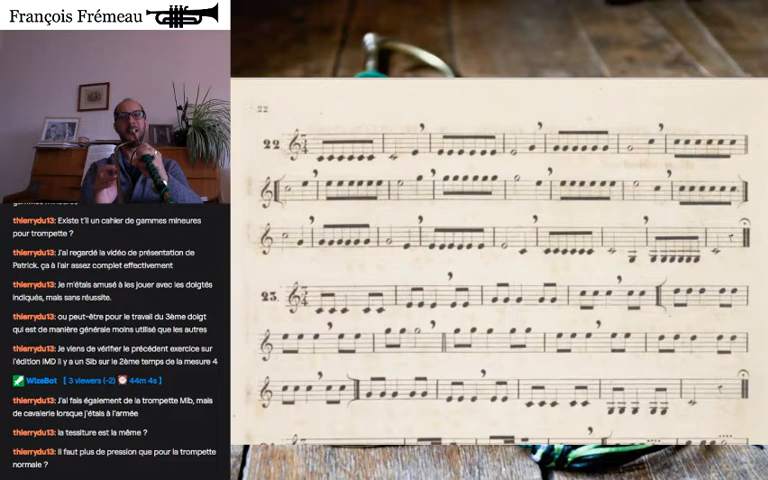 François Frémeau
gammes mineures
thierrydu13: Existe t'il un cahier de gammes mineures
pour trompette ?
thierrydu13: J'ai regardé la vidéo de présentation de
Patrick. ça à l'air assez complet effectivement
thierrydu13: Je m'étais amusé à les jouer avec les doigtés
indiqués, mais sans réussite.
thierrydu13: ou peut-être pour le travail du 3ème doigt
qui est de manière générale moins utilisé que les autres
thierrydu13: Je viens de vérifier le précédent exercice sur
l'édition IMD il y a un Sib sur le 2ème temps de la mesure 4
WizeBot [ 3 viewers (-2) ⏰ 44m 4s ]
thierrydu13: J'ai fais également de la trompette Mib, mais
de cavalerie lorsque j'étais à l'armée
thierrydu13: la tessiture est la même ?
thierrydu13: Il faut plus de pression que pour la trompette
normale ?
22
22
23.